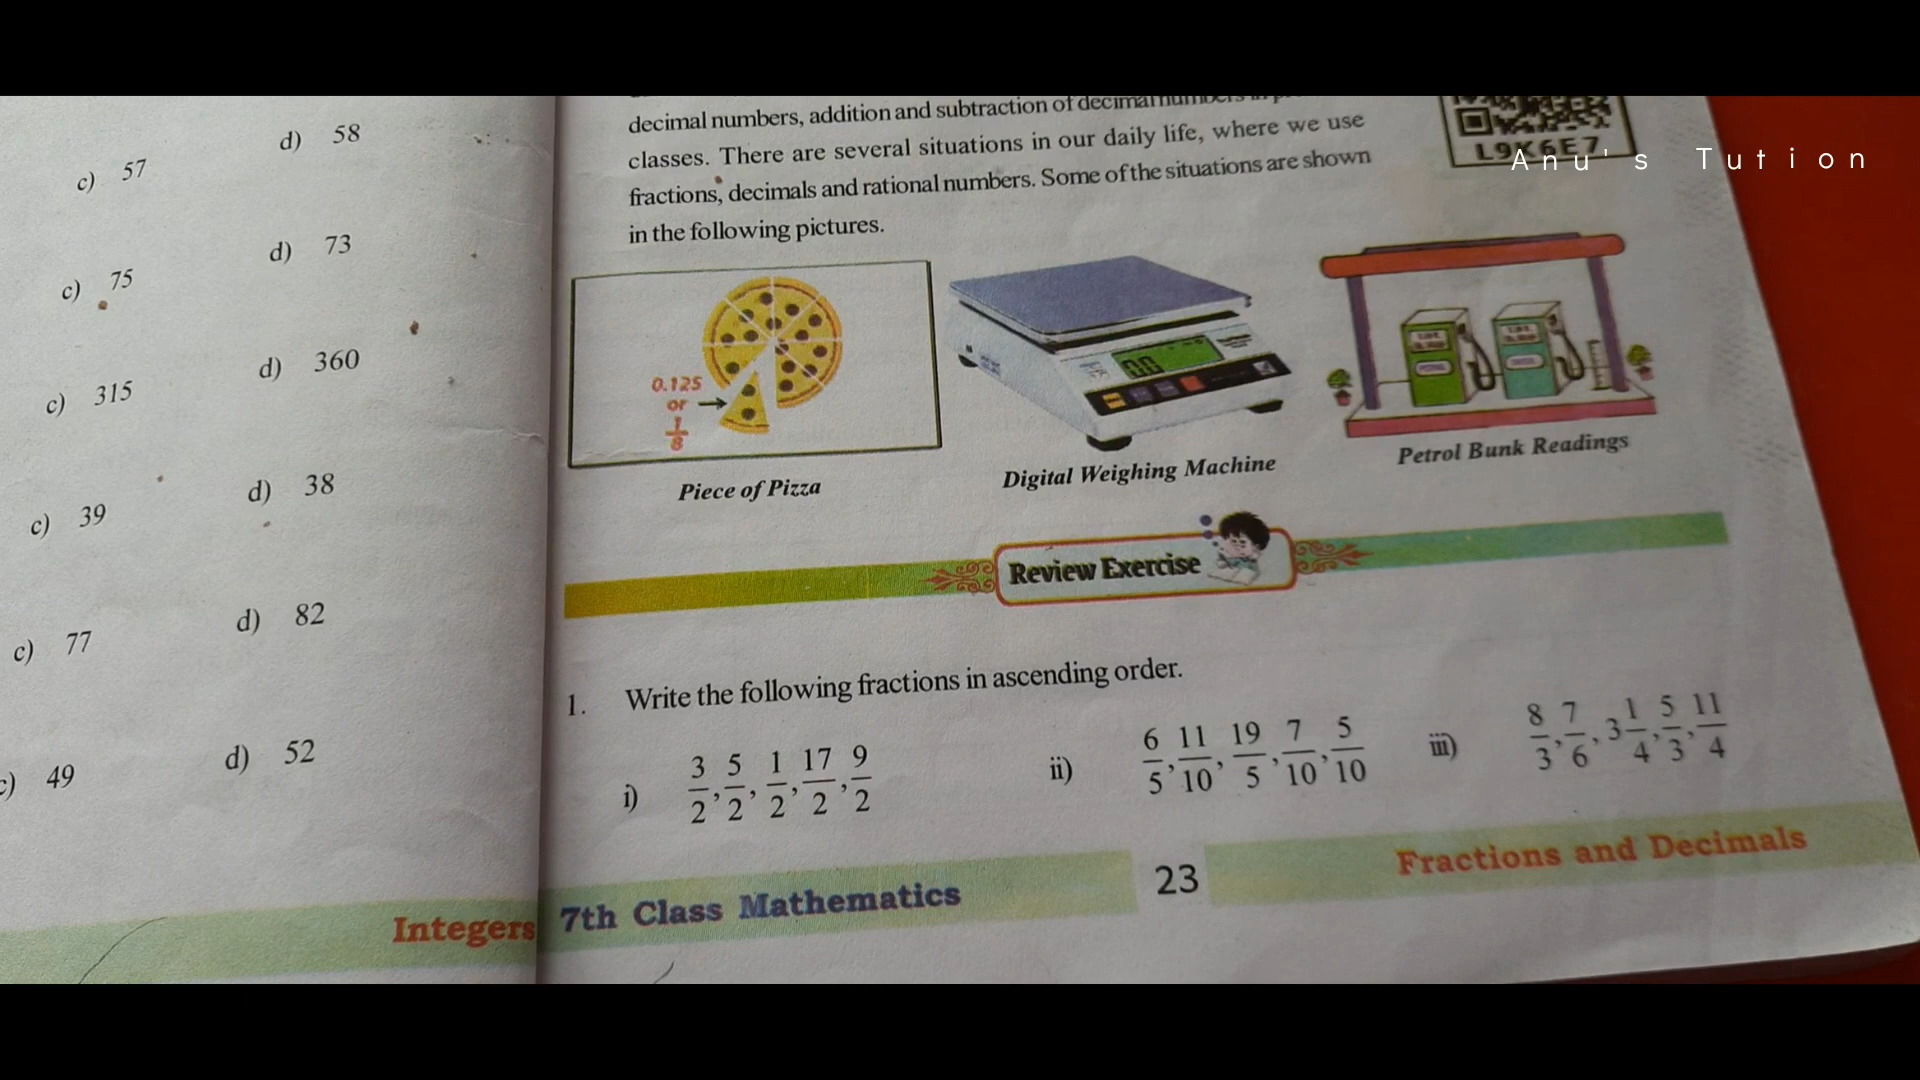 c) 57 d) 58
c) 75 d) 73
c) 315 d) 360
c) 39 d) 38
c) 77 d) 82
c) 49 d) 52
Integers
decimal numbers, addition and subtraction of decimal numbers in
classes. There are several situations in our daily life, where we use
fractions, decimals and rational numbers. Some of the situations are shown
in the following pictures.
L9K6E7
Anu's Tution
0.125
or
1/8
0.0
Piece of Pizza
Digital Weighing Machine
Petrol Bunk Readings
Review Exercise
1. Write the following fractions in ascending order.
i) 3/2, 5/2, 1/2, 17/2, 9/2 ii) 6/5, 11/10, 19/5, 7/10, 5/10 iii) 8/3, 7/6, 3 1/4, 5/3, 11/4
7th Class Mathematics 23 Fractions and Decimals